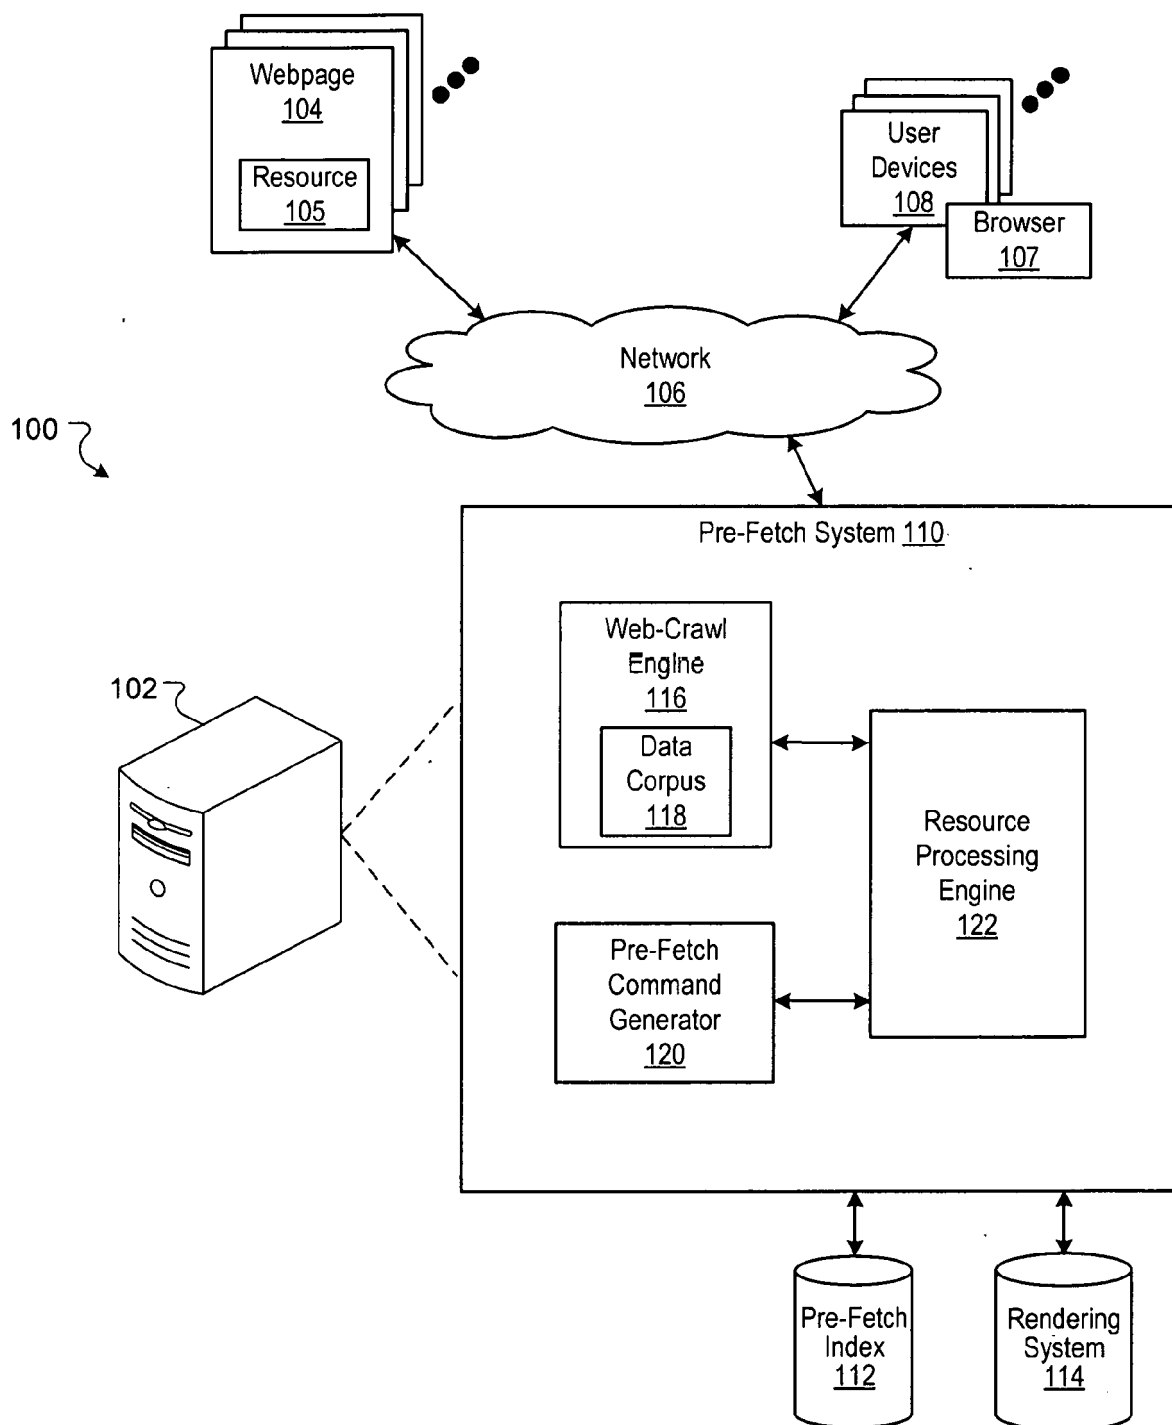 Webpage
104
Resource
105
User
Devices
108
Browser
107
Network
106
100
Pre-Fetch System 110
Web-Crawl
Engine
116
Data
Corpus
118
102
Resource
Processing
Engine
122
Pre-Fetch
Command
Generator
120
Pre-Fetch
Index
112
Rendering
System
114